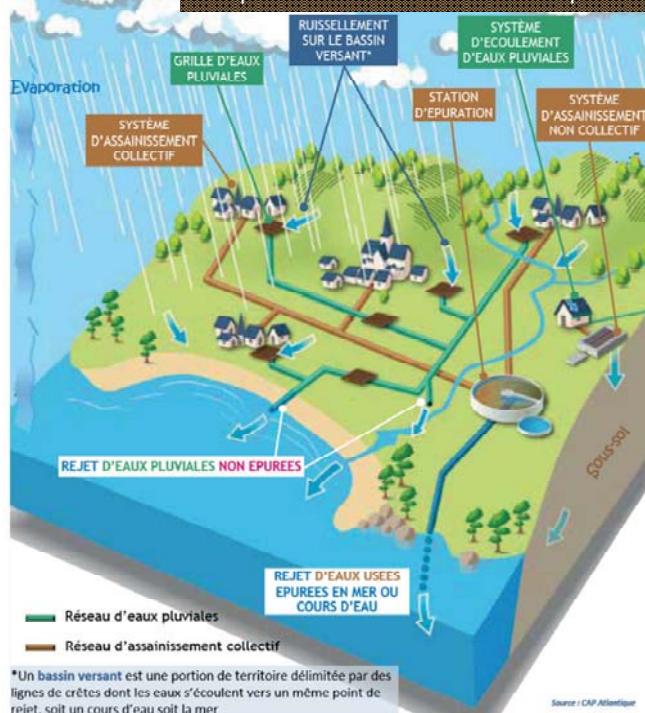 RUISSELLEMENT
SUR LE BASSIN
VERSANT*
SYSTÈME
D'ECOULEMENT
D'EAUX PLUVIALES
GRILLE D'EAUX
PLUVIALES
Evaporation
STATION
D'EPURATION
SYSTÈME
D'ASSAINISSEMENT
NON COLLECTIF
SYSTÈME
D'ASSAINISSEMENT
COLLECTIF
Sous-sol
REJET D'EAUX PLUVIALES NON EPUREES
REJET D'EAUX USEES
EPUREES EN MER OU
COURS D'EAU
Réseau d'eaux pluviales
Réseau d'assainissement collectif
*Un bassin versant est une portion de territoire délimitée par des
lignes de crêtes dont les eaux s'écoulent vers un même point de
rejet, soit un cours d'eau soit la mer
Source : CAP Atlantique